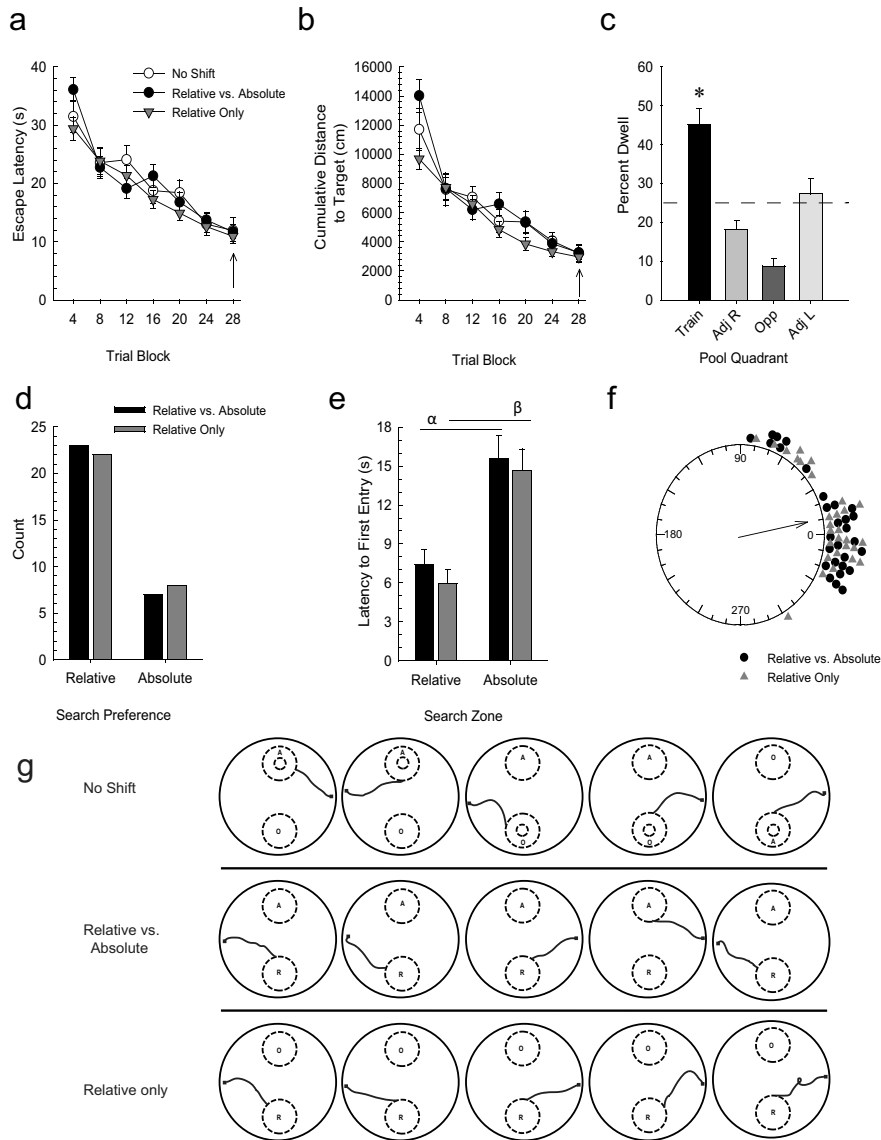 a
Escape Latency (s)
40
30
20
10
0
No Shift
Relative vs. Absolute
Relative Only
4 8 12 16 20 24 28
Trial Block
b
Cumulative Distance
to Target (cm)
16000
14000
12000
10000
8000
6000
4000
2000
0
4 8 12 16 20 24 28
Trial Block
c
Percent Dwell
60
50
40
30
20
10
0
*
Train Adj R Opp Adj L
Pool Quadrant
d
Relative vs. Absolute
Relative Only
Count
25
20
15
10
5
0
Relative Absolute
Search Preference
e
Latency to First Entry (s)
18
15
12
9
6
3
0
α β
Relative Absolute
Search Zone
f
90
180 0
270
Relative vs. Absolute
Relative Only
g
No Shift
A A A A O
O O O O A
Relative vs.
Absolute
A A A A A
R R R R R
Relative only
O O O O O
R R R R R